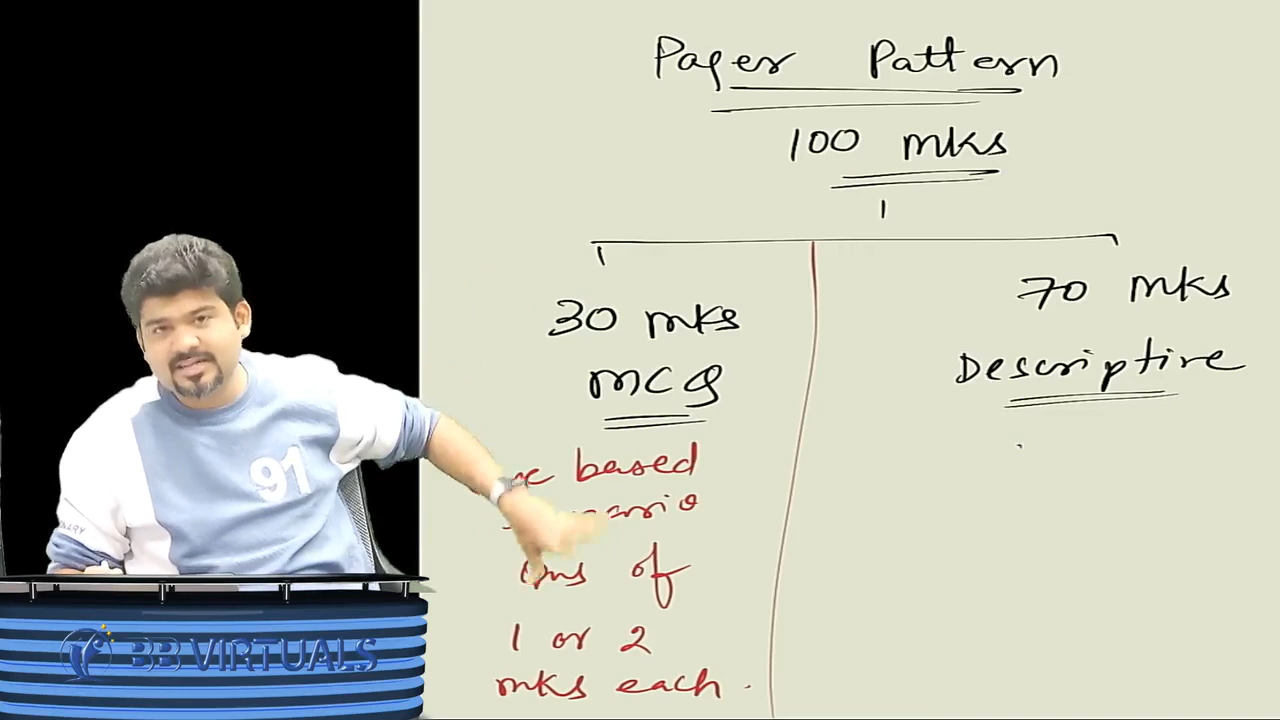 Paper Pattern
100 mks
30 mks
MCQ
based
of
1 or 2
mks each.
70 mks
Descriptive
91
BB VIRTUALS